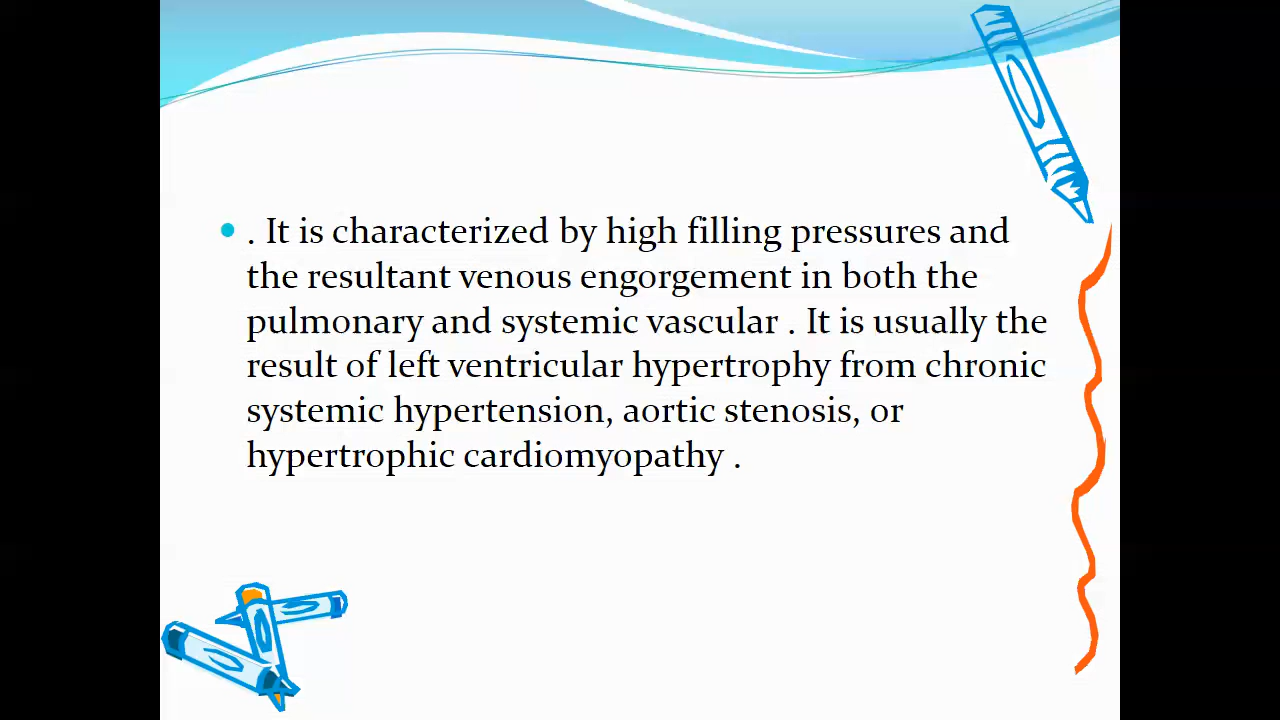 . It is characterized by high filling pressures and
the resultant venous engorgement in both the
pulmonary and systemic vascular . It is usually the
result of left ventricular hypertrophy from chronic
systemic hypertension, aortic stenosis, or
hypertrophic cardiomyopathy .